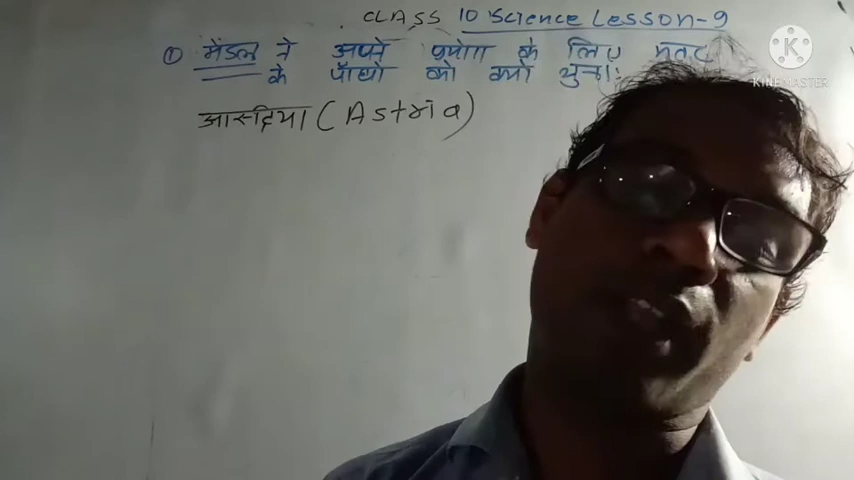 CLASS 10 Science Lesson-9
① मेंडल ने अपने प्रयोग के लिए मटर
के पौधो को क्यों चुना?
आस्ट्रिया (Astria)
KINEMASTER